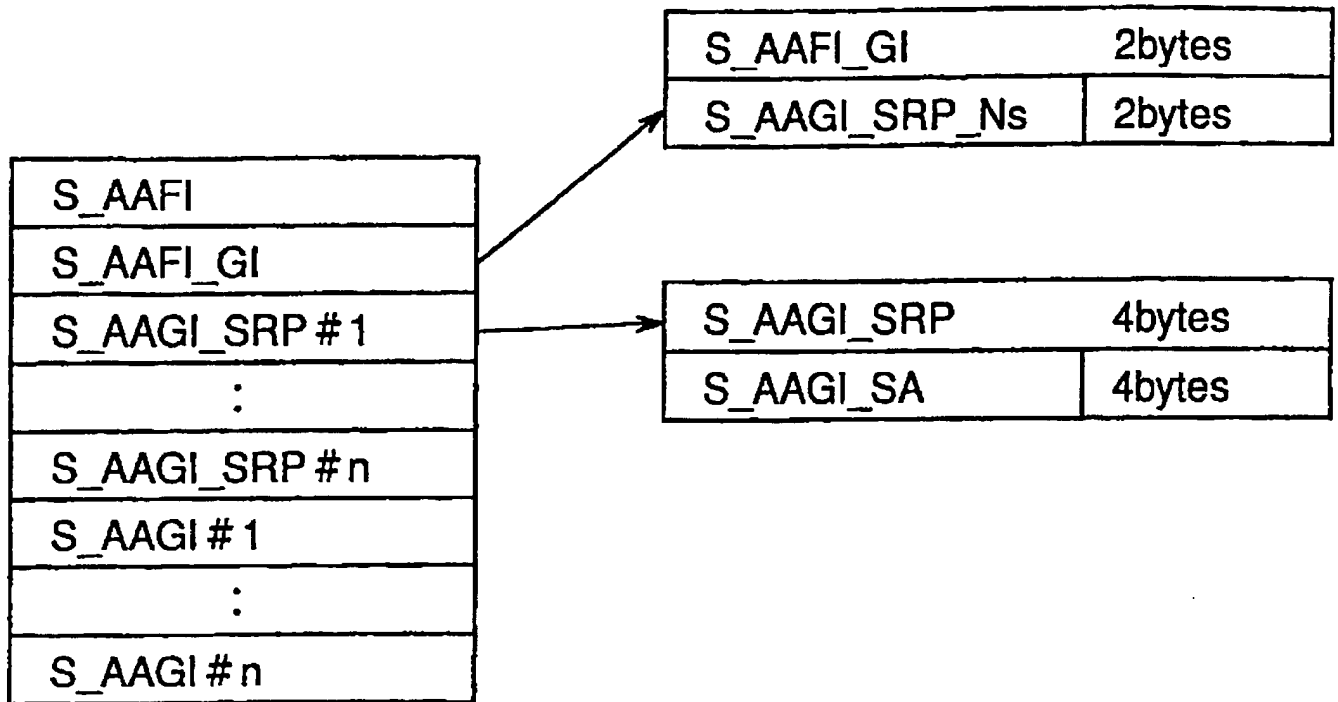 S_AAFI_GI 2bytes
S_AAGI_SRP_Ns 2bytes
S_AAFI
S_AAFI_GI
S_AAGI_SRP#1
:
S_AAGI_SRP#n
S_AAGI#1
:
S_AAGI#n
S_AAGI_SRP 4bytes
S_AAGI_SA 4bytes